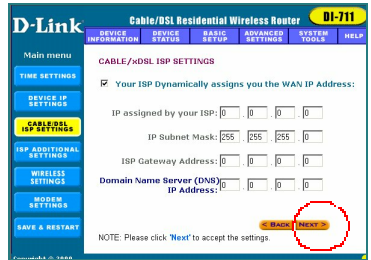 D-Link
Cable/DSL Residential Wireless Router
DI-711
DEVICE INFORMATION
DEVICE STATUS
BASIC SETUP
ADVANCED SETTINGS
SYSTEM TOOLS
HELP
Main menu
TIME SETTINGS
DEVICE IP
SETTINGS
CABLE/DSL
ISP SETTINGS
ISP ADDITIONAL
SETTINGS
WIRELESS
SETTINGS
MODEM
SETTINGS
SAVE & RESTART
CABLE/xDSL ISP SETTINGS
Your ISP Dynamically assigns you the WAN IP Address:
IP assigned by your ISP: 0 . 0 . 0 . 0
IP Subnet Mask: 255 . 255 . 255 . 0
ISP Gateway Address: 0 . 0 . 0 . 0
Domain Name Server (DNS)
IP Address: 0 . 0 . 0 . 0
< BACK NEXT >
NOTE: Please click 'Next' to accept the settings.
Copyright © 2000